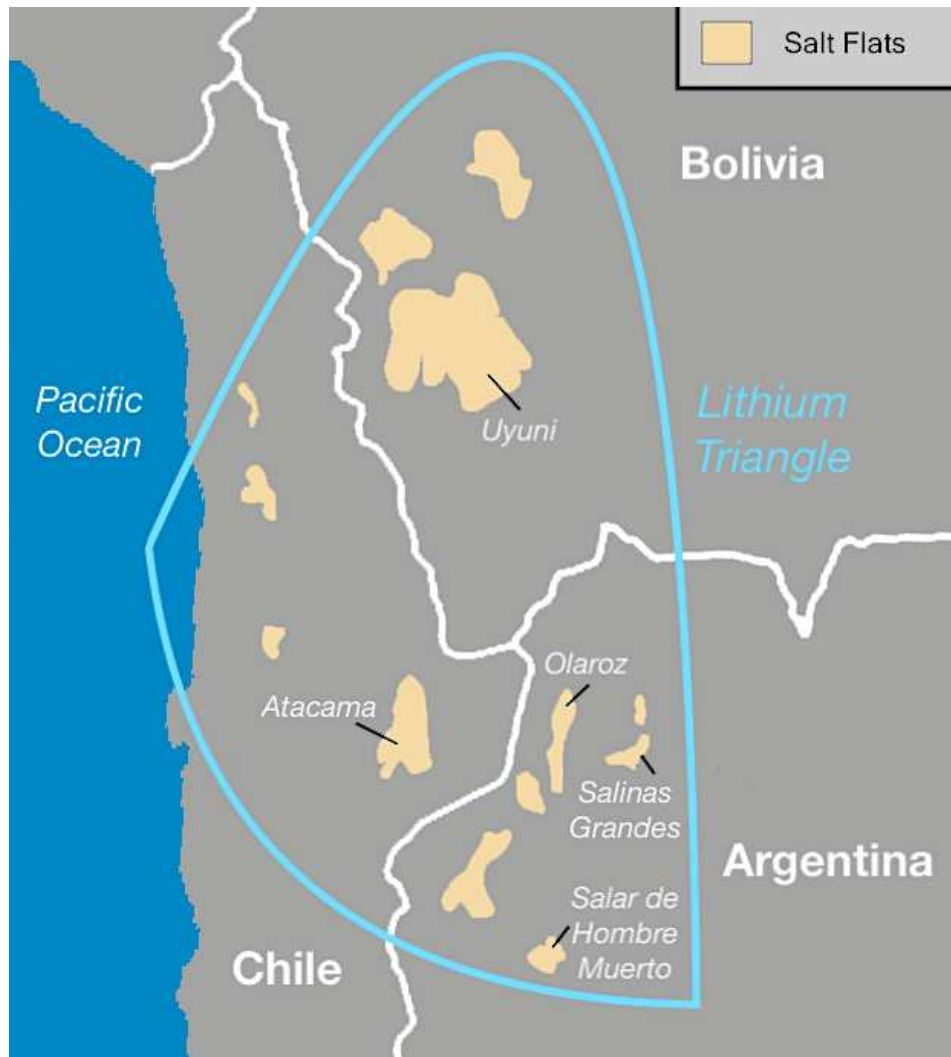 Salt Flats
Bolivia
Pacific
Ocean
Lithium
Triangle
Uyuni
Olaroz
Atacama
Salinas
Grandes
Argentina
Salar de
Hombre
Muerto
Chile